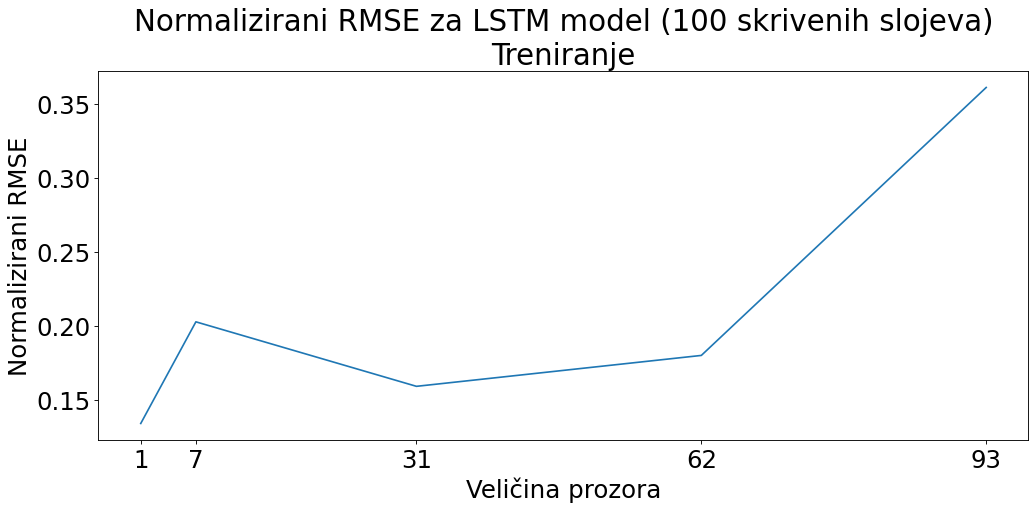 Normalizirani RMSE za LSTM model (100 skrivenih slojeva)
Treniranje
Normalizirani RMSE
0.35
0.30
0.25
0.20
0.15
1 7 31 62 93
Veličina prozora